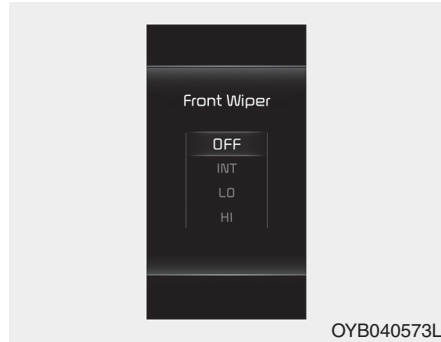 Front Wiper
OFF
INT
LO
HI
OYB040573L